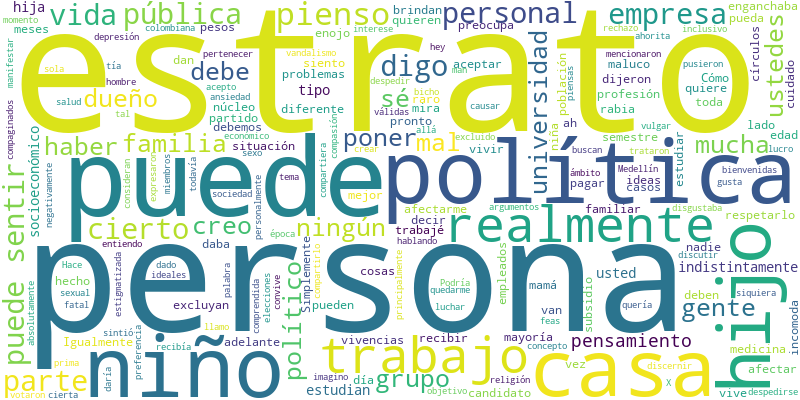 estrato
persona
política
puede
niño
casa
hijo
trabajo
realmente
pienso
vida
pública
personal
empresa
digo
debe
dueño
familia
haber
cierto
creo
ningún
político
parte
grupo
gente
mucha
ustedes
universidad
poner
mal
sé
puede sentir
socioeconómico
pensamiento
indistintamente
hija
momento
meses
depresión
colombiana
pertenecer
vandalismo
pesos
brindan
quieren
enojo
interese
hey
preocupa
rechazo
ahorita
inclusivo
enganchaba
pueda
manifestar
compaginados
sola
tía
hombre
dan
siento
despedir
man
aceptar
maluco
mencionaron
pusieron
piensas
Cómo
quiere
círculos
cuidado
salud
acepto
ansiedad
tal
núcleo
partido
problemas
tipo
diferente
bicho
raro
mira
válidas
causar
dijeron
profesión
rabia
población
toda
debemos
situación
económico
sexo
pronto
allá
compasión
compartiera
excluido
vivir
ah
vulgar
semestre
niña
trataron
estudiar
buscan
lado
edad
lucro
consideran
expresaron
miembros
todavía
sociedad
tema
personalmente
mejor
crear
ámbito
pagar
Medellín
ideas
casos
bienvenidas
gusta
negativamente
afectarme
decir
trabajé
familiar
argumentos
disgustaba
respetarlo
daba
época
hablando
empleados
nadie
discutir
entiendo
absolutamente
Hace
hecho
sexual
fatal
dado
ideales
estigmatizada
palabra
excluyan
comprendida
elecciones
convive
Simplemente
compartirlo
cosas
pueden
principalmente
Podría
quedarme
luchar
usted
mamá
van
feas
quería
subsidio
deben
siquiera
incomoda
Igualmente
sintió
recibía
preferencia
adelante
llamo
vivencias
recibir
mayoría
concepto
medicina
afectar
prima
votaron
cierta
daría
estudian
imagino
día
religión
candidato
objetivo
vez
x
discernir
vive
despedirse